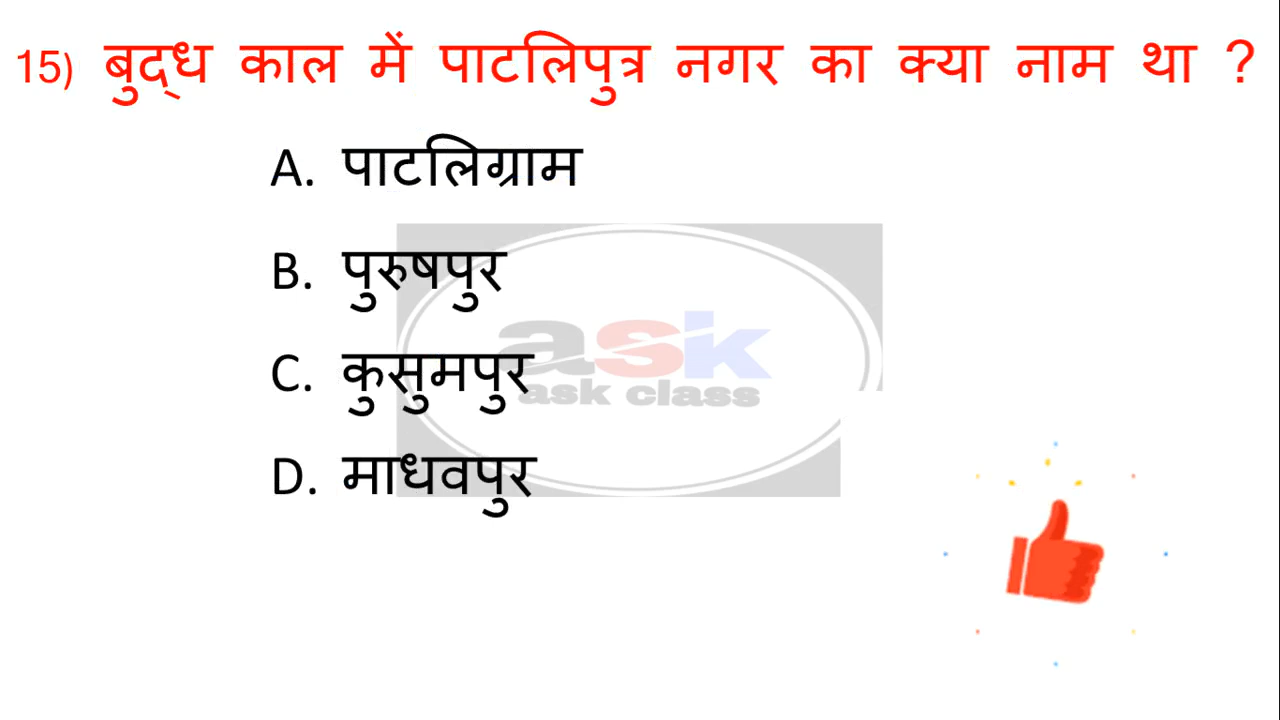 15) बुद्ध काल में पाटलिपुत्र नगर का क्या नाम था ?
A. पाटलिग्राम
B. पुरुषपुर
ask
C. कुसुमपुर
ask class
D. माधवपुर